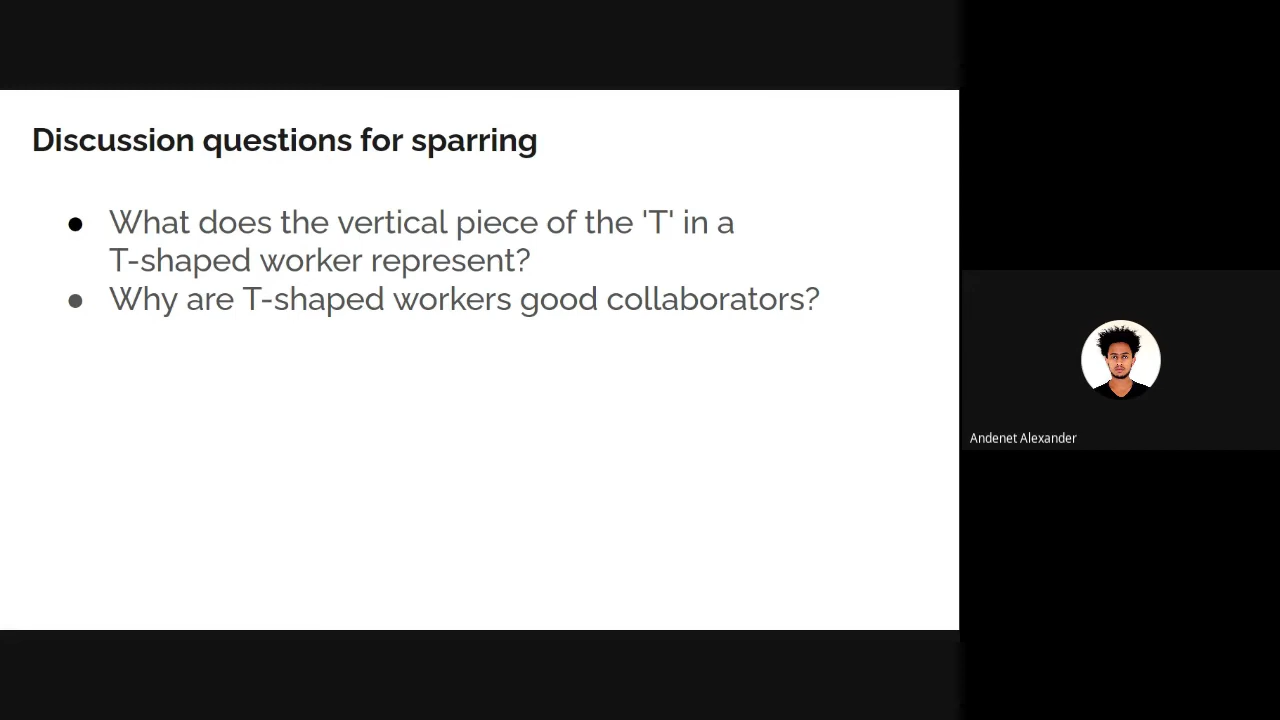 Discussion questions for sparring
● What does the vertical piece of the 'T' in a
T-shaped worker represent?
● Why are T-shaped workers good collaborators?
Andenet Alexander